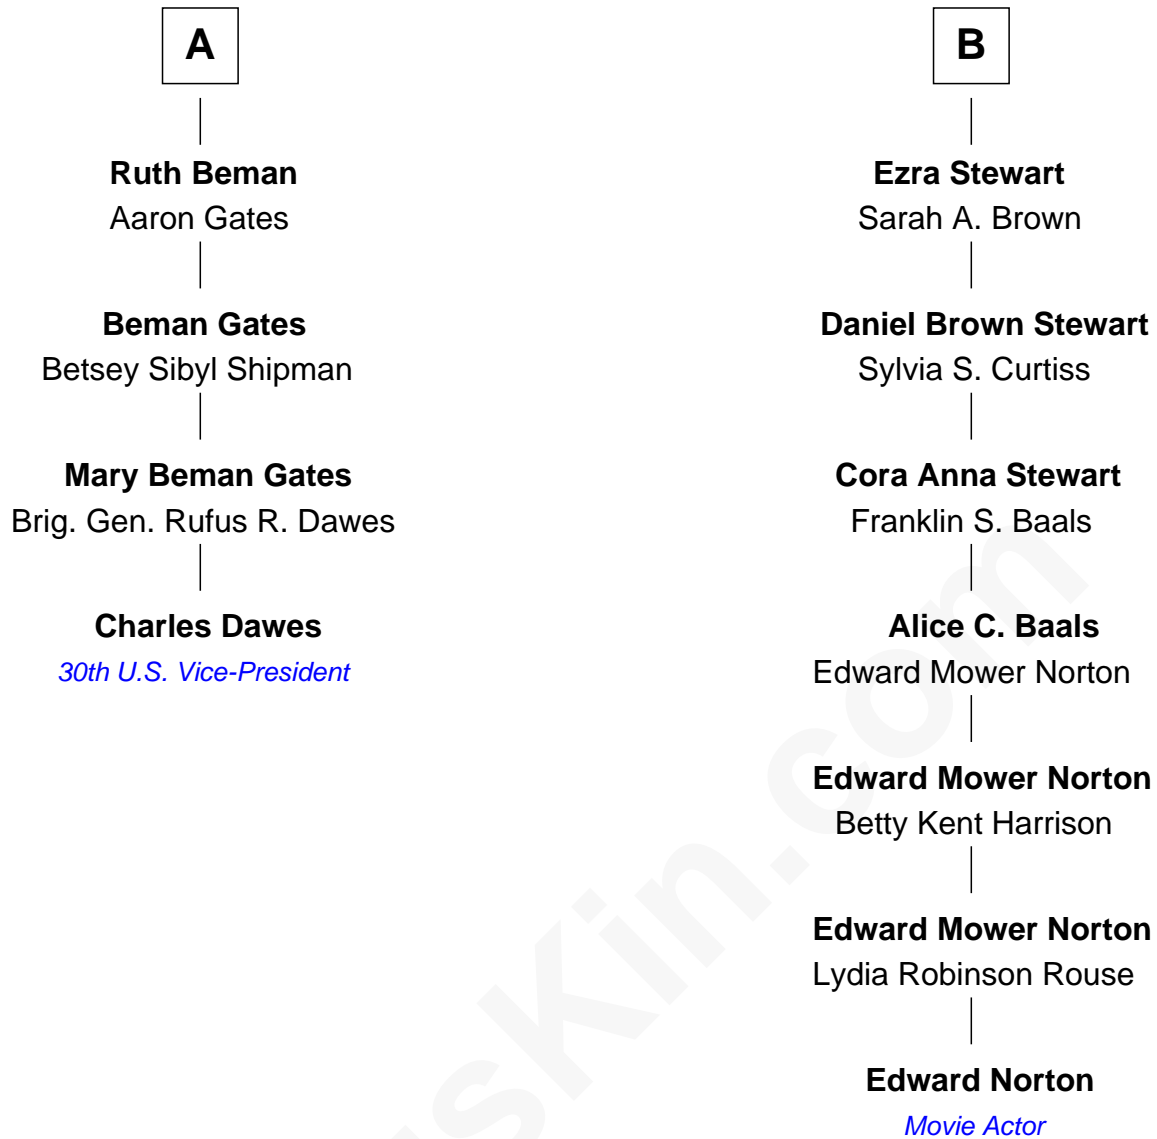 A
Ruth Beman
Aaron Gates
Beman Gates
Betsey Sibyl Shipman
Mary Beman Gates
Brig. Gen. Rufus R. Dawes
Charles Dawes
30th U.S. Vice-President
B
Ezra Stewart
Sarah A. Brown
Daniel Brown Stewart
Sylvia S. Curtiss
Cora Anna Stewart
Franklin S. Baals
Alice C. Baals
Edward Mower Norton
Edward Mower Norton
Betty Kent Harrison
Edward Mower Norton
Lydia Robinson Rouse
Edward Norton
Movie Actor
sKin.com